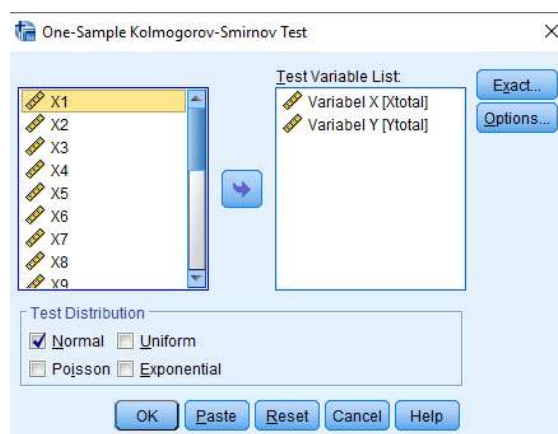 One-Sample Kolmogorov-Smirnov Test
X1
X2
X3
X4
X5
X6
X7
X8
X9
Test Variable List:
Variabel X [Xtotal]
Variabel Y [Ytotal]
Exact...
Options...
Test Distribution
Normal Uniform
Poisson Exponential
OK Paste Reset Cancel Help